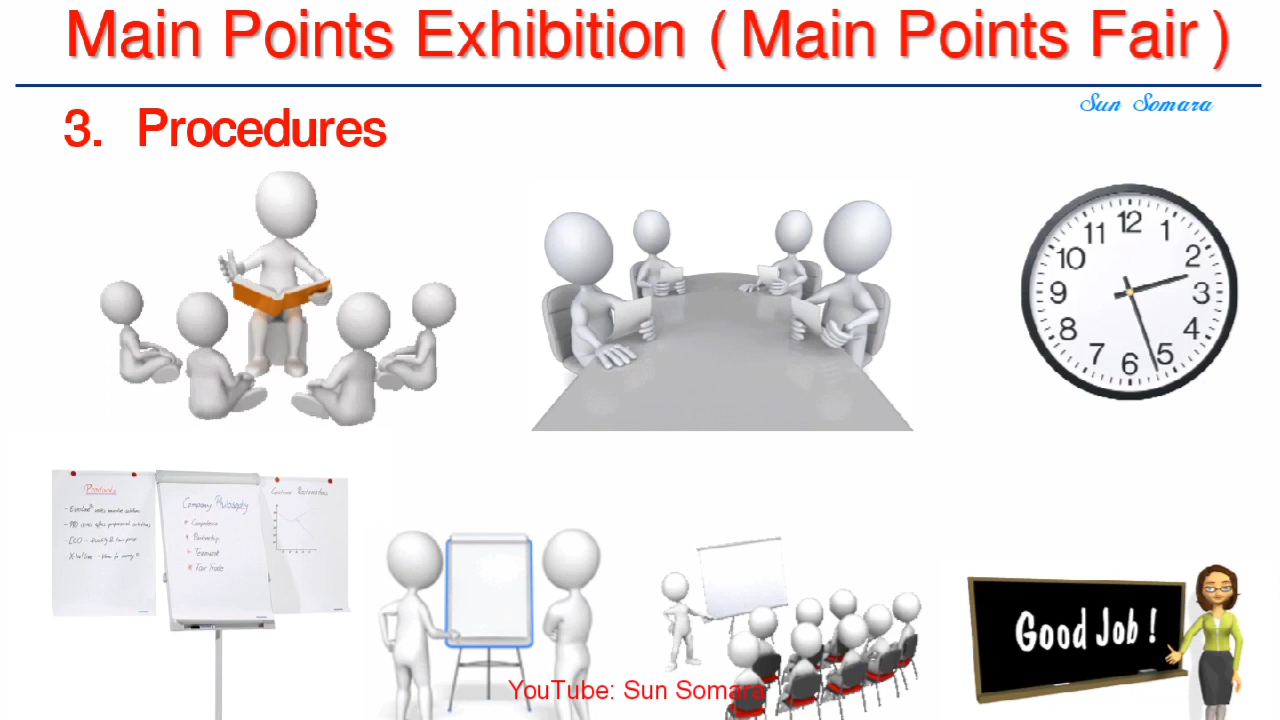 Main Points Exhibition ( Main Points Fair )
Sun Somara
3. Procedures
12
11 1
10 2
9 3
8 4
7 5
6
Products
Company Philosophy
Competence
Partnership
Teamwork
Fair Trade
Good Job !
YouTube: Sun Somara